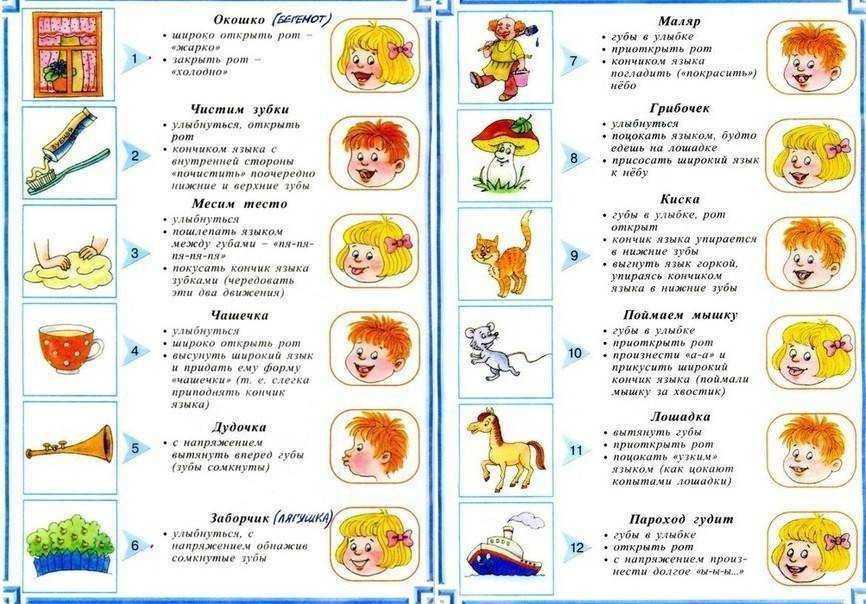 Окошко (БЕГЕМОТ)
1
• широко открыть рот –
«жарко»
• закрыть рот –
«холодно»
Чистим зубки
2
• улыбнуться, открыть
рот
• кончиком языка с
внутренней стороны
«почистить» поочередно
нижние и верхние зубы
Месим тесто
3
• улыбнуться
• пошлепать языком
между губами – «пя-пя-
пя-пя-пя»
• покусать кончик языка
зубками (чередовать
эти два движения)
Чашечка
4
• улыбнуться
• широко открыть рот
• высунуть широкий язык
и придать ему форму
«чашечки» (т. е. слегка
приподнять кончик
языка)
Дудочка
5
• с напряжением
вытянуть вперед губы
(зубы сомкнуты)
Заборчик (ЛЯГУШКА)
6
• улыбнуться, с
напряжением обнажив
сомкнутые зубы
Маляр
7
• губы в улыбке
• приоткрыть рот
• кончиком языка
погладить («покрасить»)
нёбо
Грибочек
8
• улыбнуться
• поцокать языком, будто
едешь на лошадке
• присосать широкий язык
к нёбу
Киска
9
• губы в улыбке, рот
открыт
• кончик языка упирается
в нижние зубы
• выгнуть язык горкой,
упираясь кончиком
языка в нижние зубы
Поймаем мышку
10
• губы в улыбке
• приоткрыть рот
• произнести «а-а» и
прикусить широкий
кончик языка (поймали
мышку за хвостик)
Лошадка
11
• вытянуть губы
• приоткрыть рот
• поцокать «узким»
языком (как цокают
копытами лошадки)
Пароход гудит
12
• губы в улыбке
• открыть рот
• с напряжением произ-
нести долгое «ы-ы-ы...»